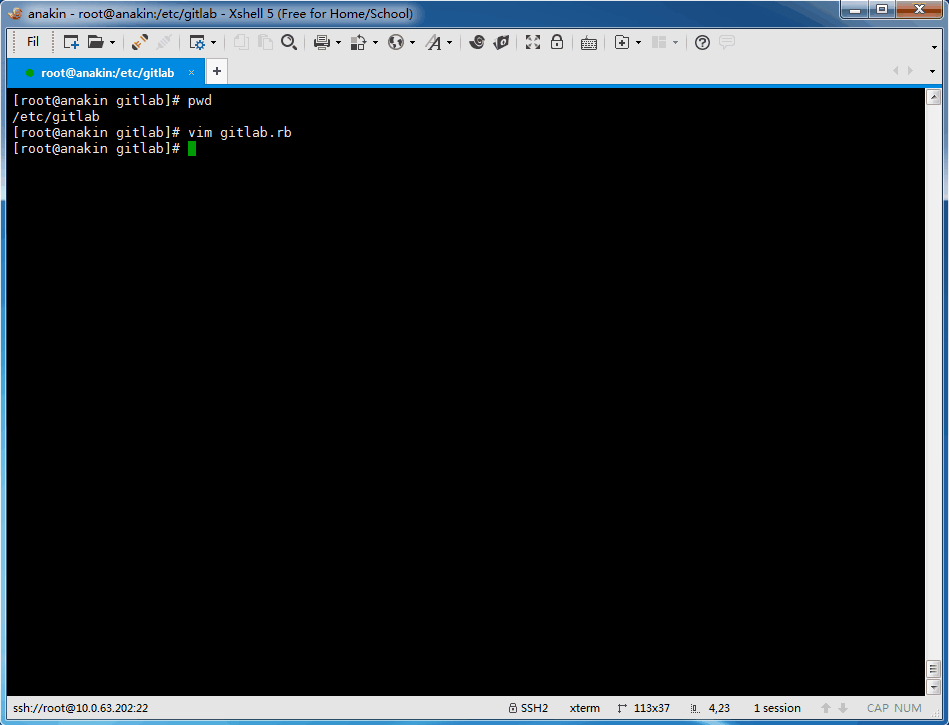 anakin - root@anakin:/etc/gitlab - Xshell 5 (Free for Home/School)
Fil
root@anakin:/etc/gitlab × +
[root@anakin gitlab]# pwd
/etc/gitlab
[root@anakin gitlab]# vim gitlab.rb
[root@anakin gitlab]#
ssh://root@10.0.63.202:22 SSH2 xterm 113x37 4,23 1 session CAP NUM